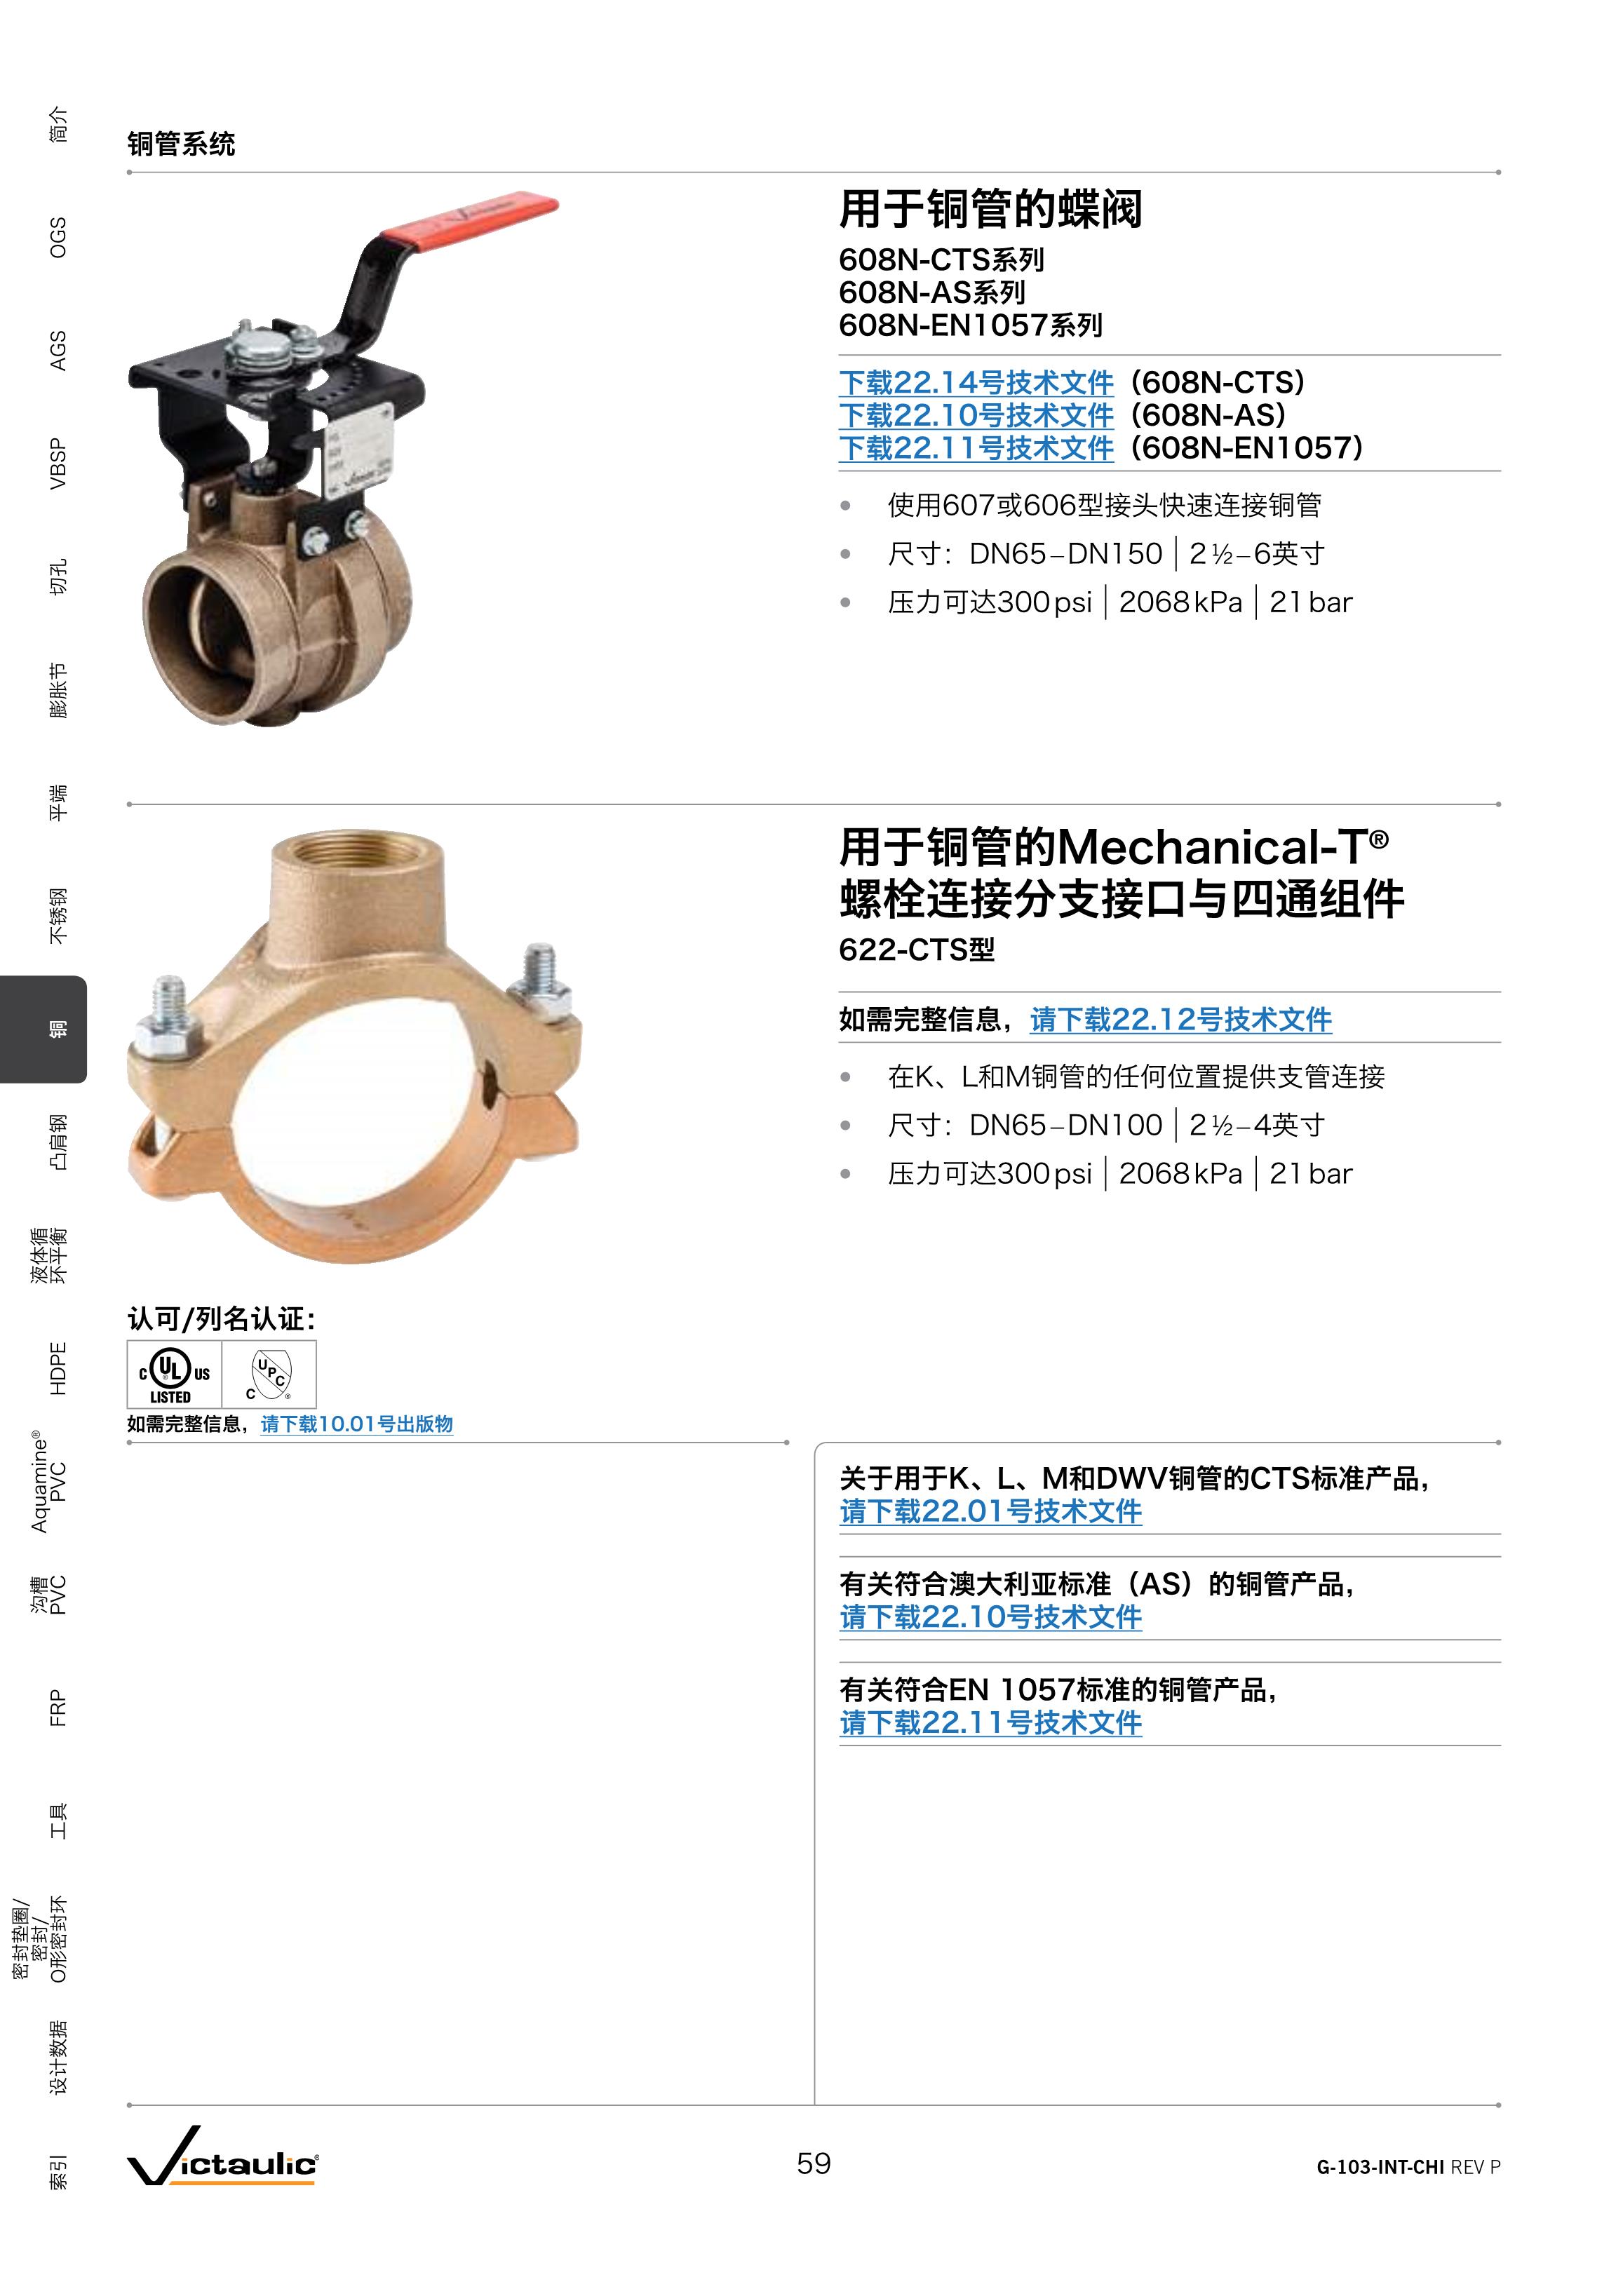 简介
OGS
AGS
VBSP
切孔
膨胀节
平端
不锈钢
铜
凸肩钢
液体循
环平衡
HDPE
Aquamine®
PVC
沟槽
PVC
FRP
工具
密封垫圈/
密封/
O形密封环
设计数据
索引
铜管系统
用于铜管的蝶阀
608N-CTS系列
608N-AS系列
608N-EN1057系列
下载22.14号技术文件（608N-CTS）
下载22.10号技术文件（608N-AS）
下载22.11号技术文件（608N-EN1057）
● 使用607或606型接头快速连接铜管
● 尺寸：DN65–DN150 | 2 ½–6英寸
● 压力可达300 psi | 2068 kPa | 21 bar
用于铜管的Mechanical-T®
螺栓连接分支接口与四通组件
622-CTS型
如需完整信息，请下载22.12号技术文件
● 在K、L和M铜管的任何位置提供支管连接
● 尺寸：DN65–DN100 | 2 ½–4英寸
● 压力可达300 psi | 2068 kPa | 21 bar
认可/列名认证：
C UL US
LISTED
C UPC ®
如需完整信息，请下载10.01号出版物
关于用于K、L、M和DWV铜管的CTS标准产品，
请下载22.01号技术文件
有关符合澳大利亚标准（AS）的铜管产品，
请下载22.10号技术文件
有关符合EN 1057标准的铜管产品，
请下载22.11号技术文件
Victaulic®
59
G-103-INT-CHI REV P